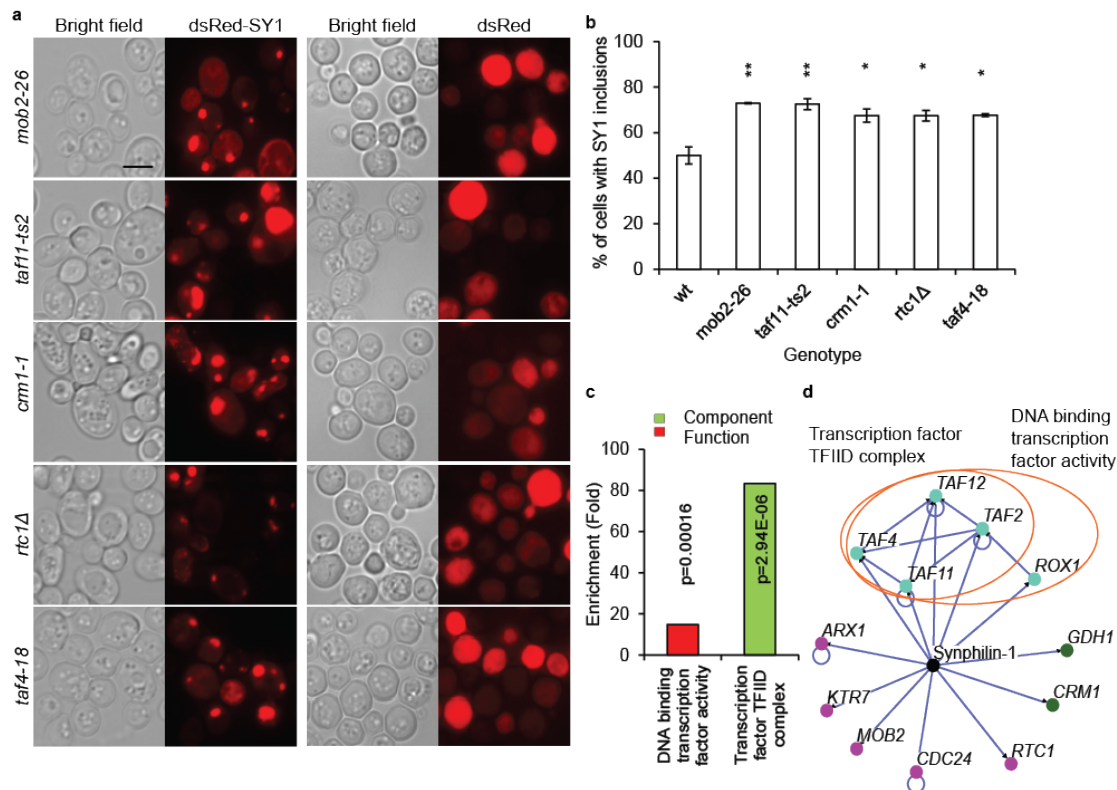 a
Bright field
dsRed-SY1
Bright field
dsRed
mob2-26
taf11-ts2
crm1-1
rtc1Δ
taf4-18
b
% of cells with SY1 inclusions
100
80
60
40
20
0
**
**
*
*
*
wt
mob2-26
taf11-ts2
crm1-1
rtc1Δ
taf4-18
Genotype
c
Component
Function
Enrichment (Fold)
100
80
60
40
20
0
p=0.00016
p=2.94E-06
DNA binding
transcription
factor activity
Transcription
factor TFIID
complex
d
Transcription factor
TFIID complex
DNA binding
transcription
factor activity
TAF12
TAF2
TAF4
TAF11
ROX1
ARX1
Synphilin-1
GDH1
KTR7
CRM1
MOB2
CDC24
RTC1